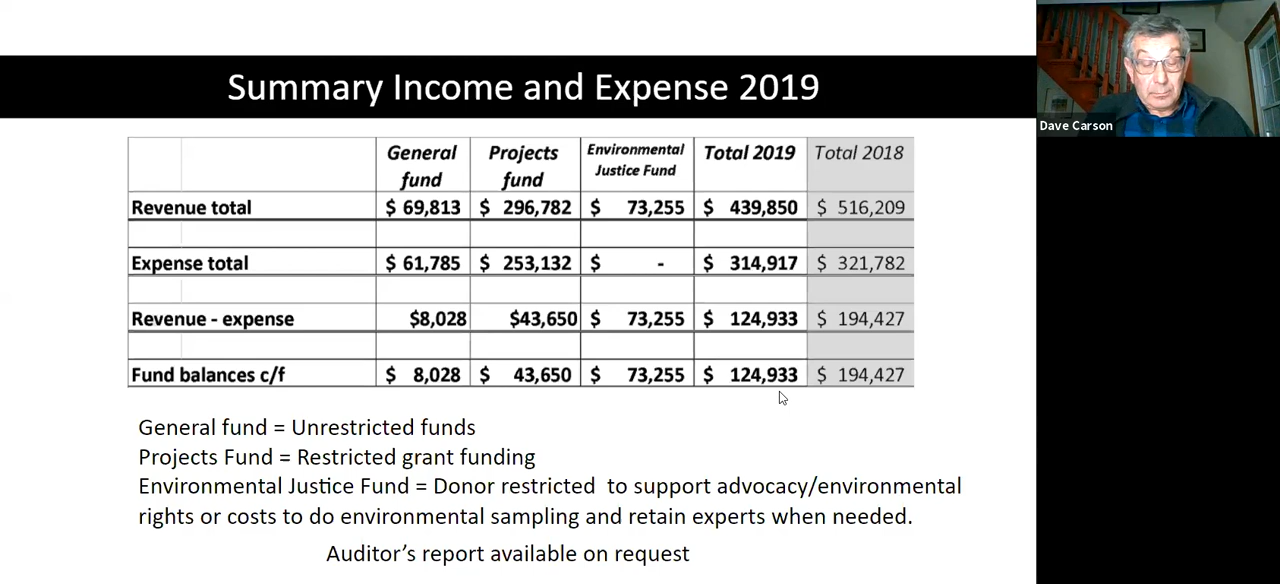 Summary Income and Expense 2019
Dave Carson
General fund Projects fund Environmental Justice Fund Total 2019 Total 2018
Revenue total $ 69,813 $ 296,782 $ 73,255 $ 439,850 $ 516,209
Expense total $ 61,785 $ 253,132 $ - $ 314,917 $ 321,782
Revenue - expense $8,028 $43,650 $ 73,255 $ 124,933 $ 194,427
Fund balances c/f $ 8,028 $ 43,650 $ 73,255 $ 124,933 $ 194,427
General fund = Unrestricted funds
Projects Fund = Restricted grant funding
Environmental Justice Fund = Donor restricted to support advocacy/environmental
rights or costs to do environmental sampling and retain experts when needed.
Auditor's report available on request